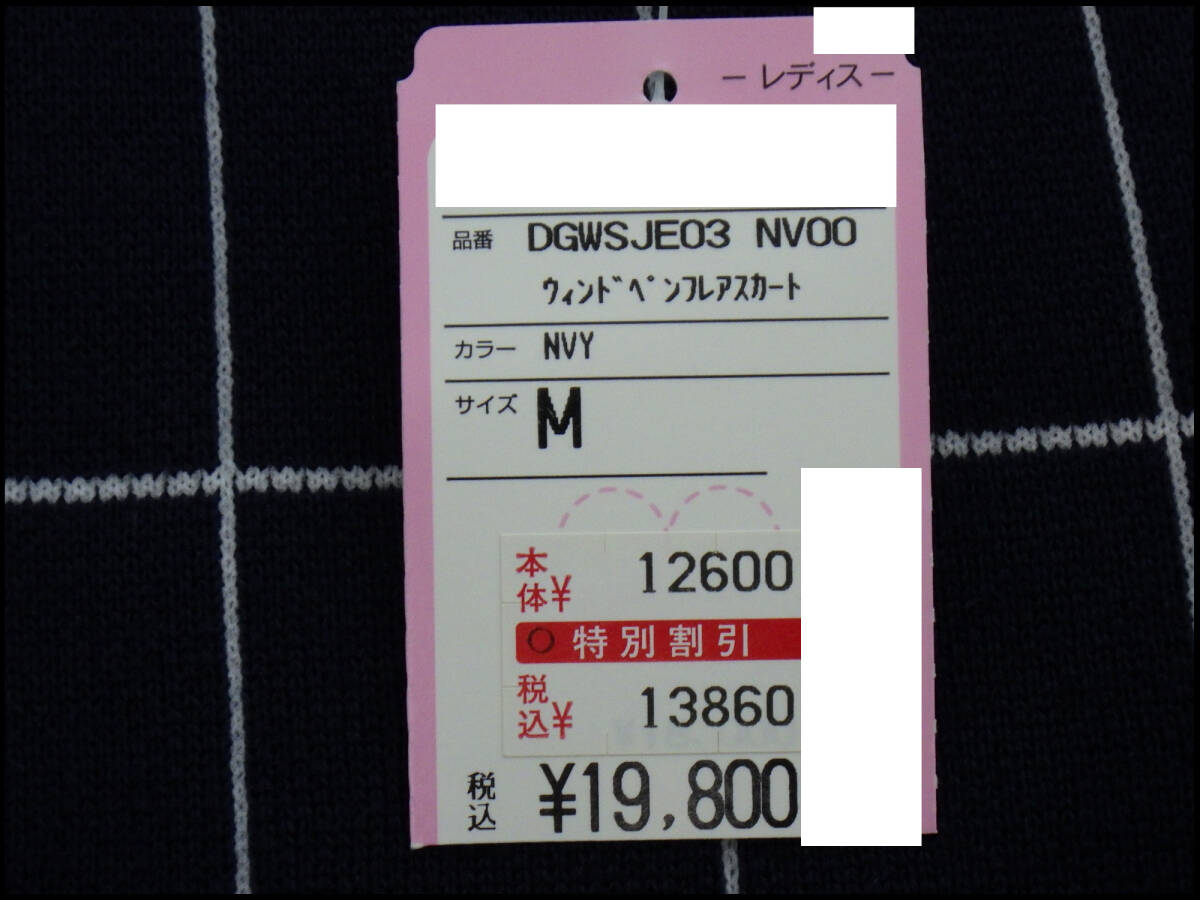 －レディス－
品番 DGWSJE03 NV00
ｳｨﾝﾄﾞﾍﾟﾝﾌﾚｱｽｶｰﾄ
カラー NVY
サイズ M
本体¥ 12600
○特別割引
税込¥ 13860
税込 ¥19,800